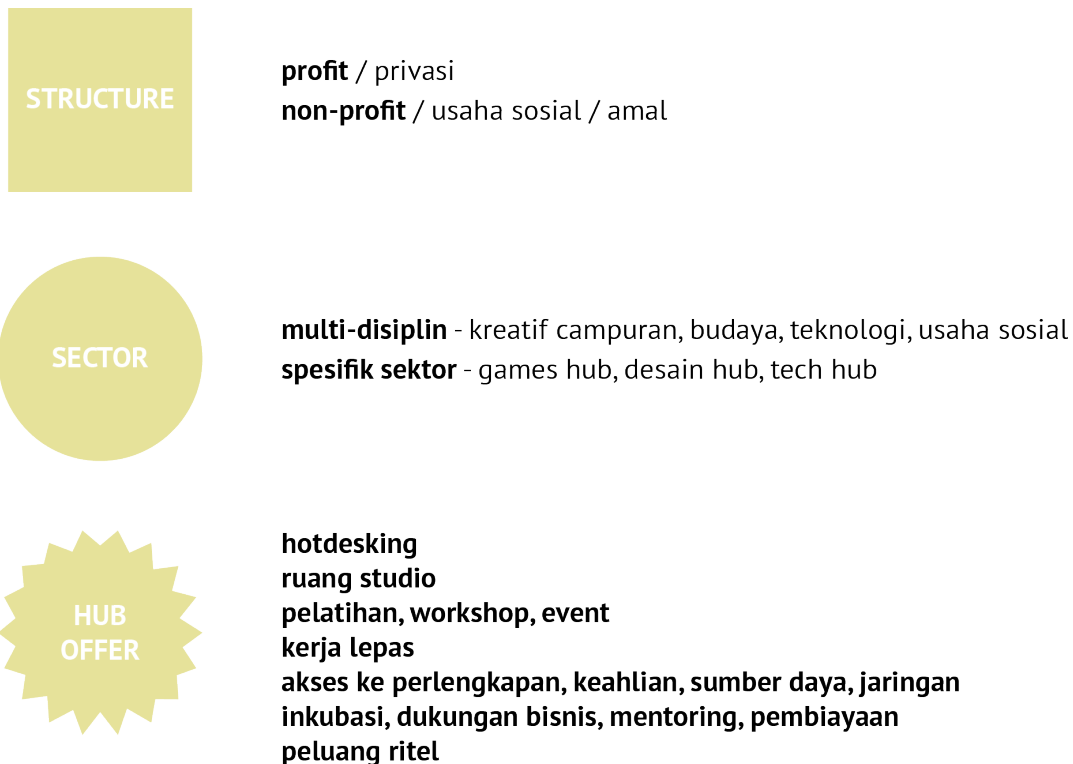 STRUCTURE
profit / privasi
non-profit / usaha sosial / amal
SECTOR
multi-disiplin - kreatif campuran, budaya, teknologi, usaha sosial
spesifik sektor - games hub, desain hub, tech hub
HUB
OFFER
hotdesking
ruang studio
pelatihan, workshop, event
kerja lepas
akses ke perlengkapan, keahlian, sumber daya, jaringan
inkubasi, dukungan bisnis, mentoring, pembiayaan
peluang ritel